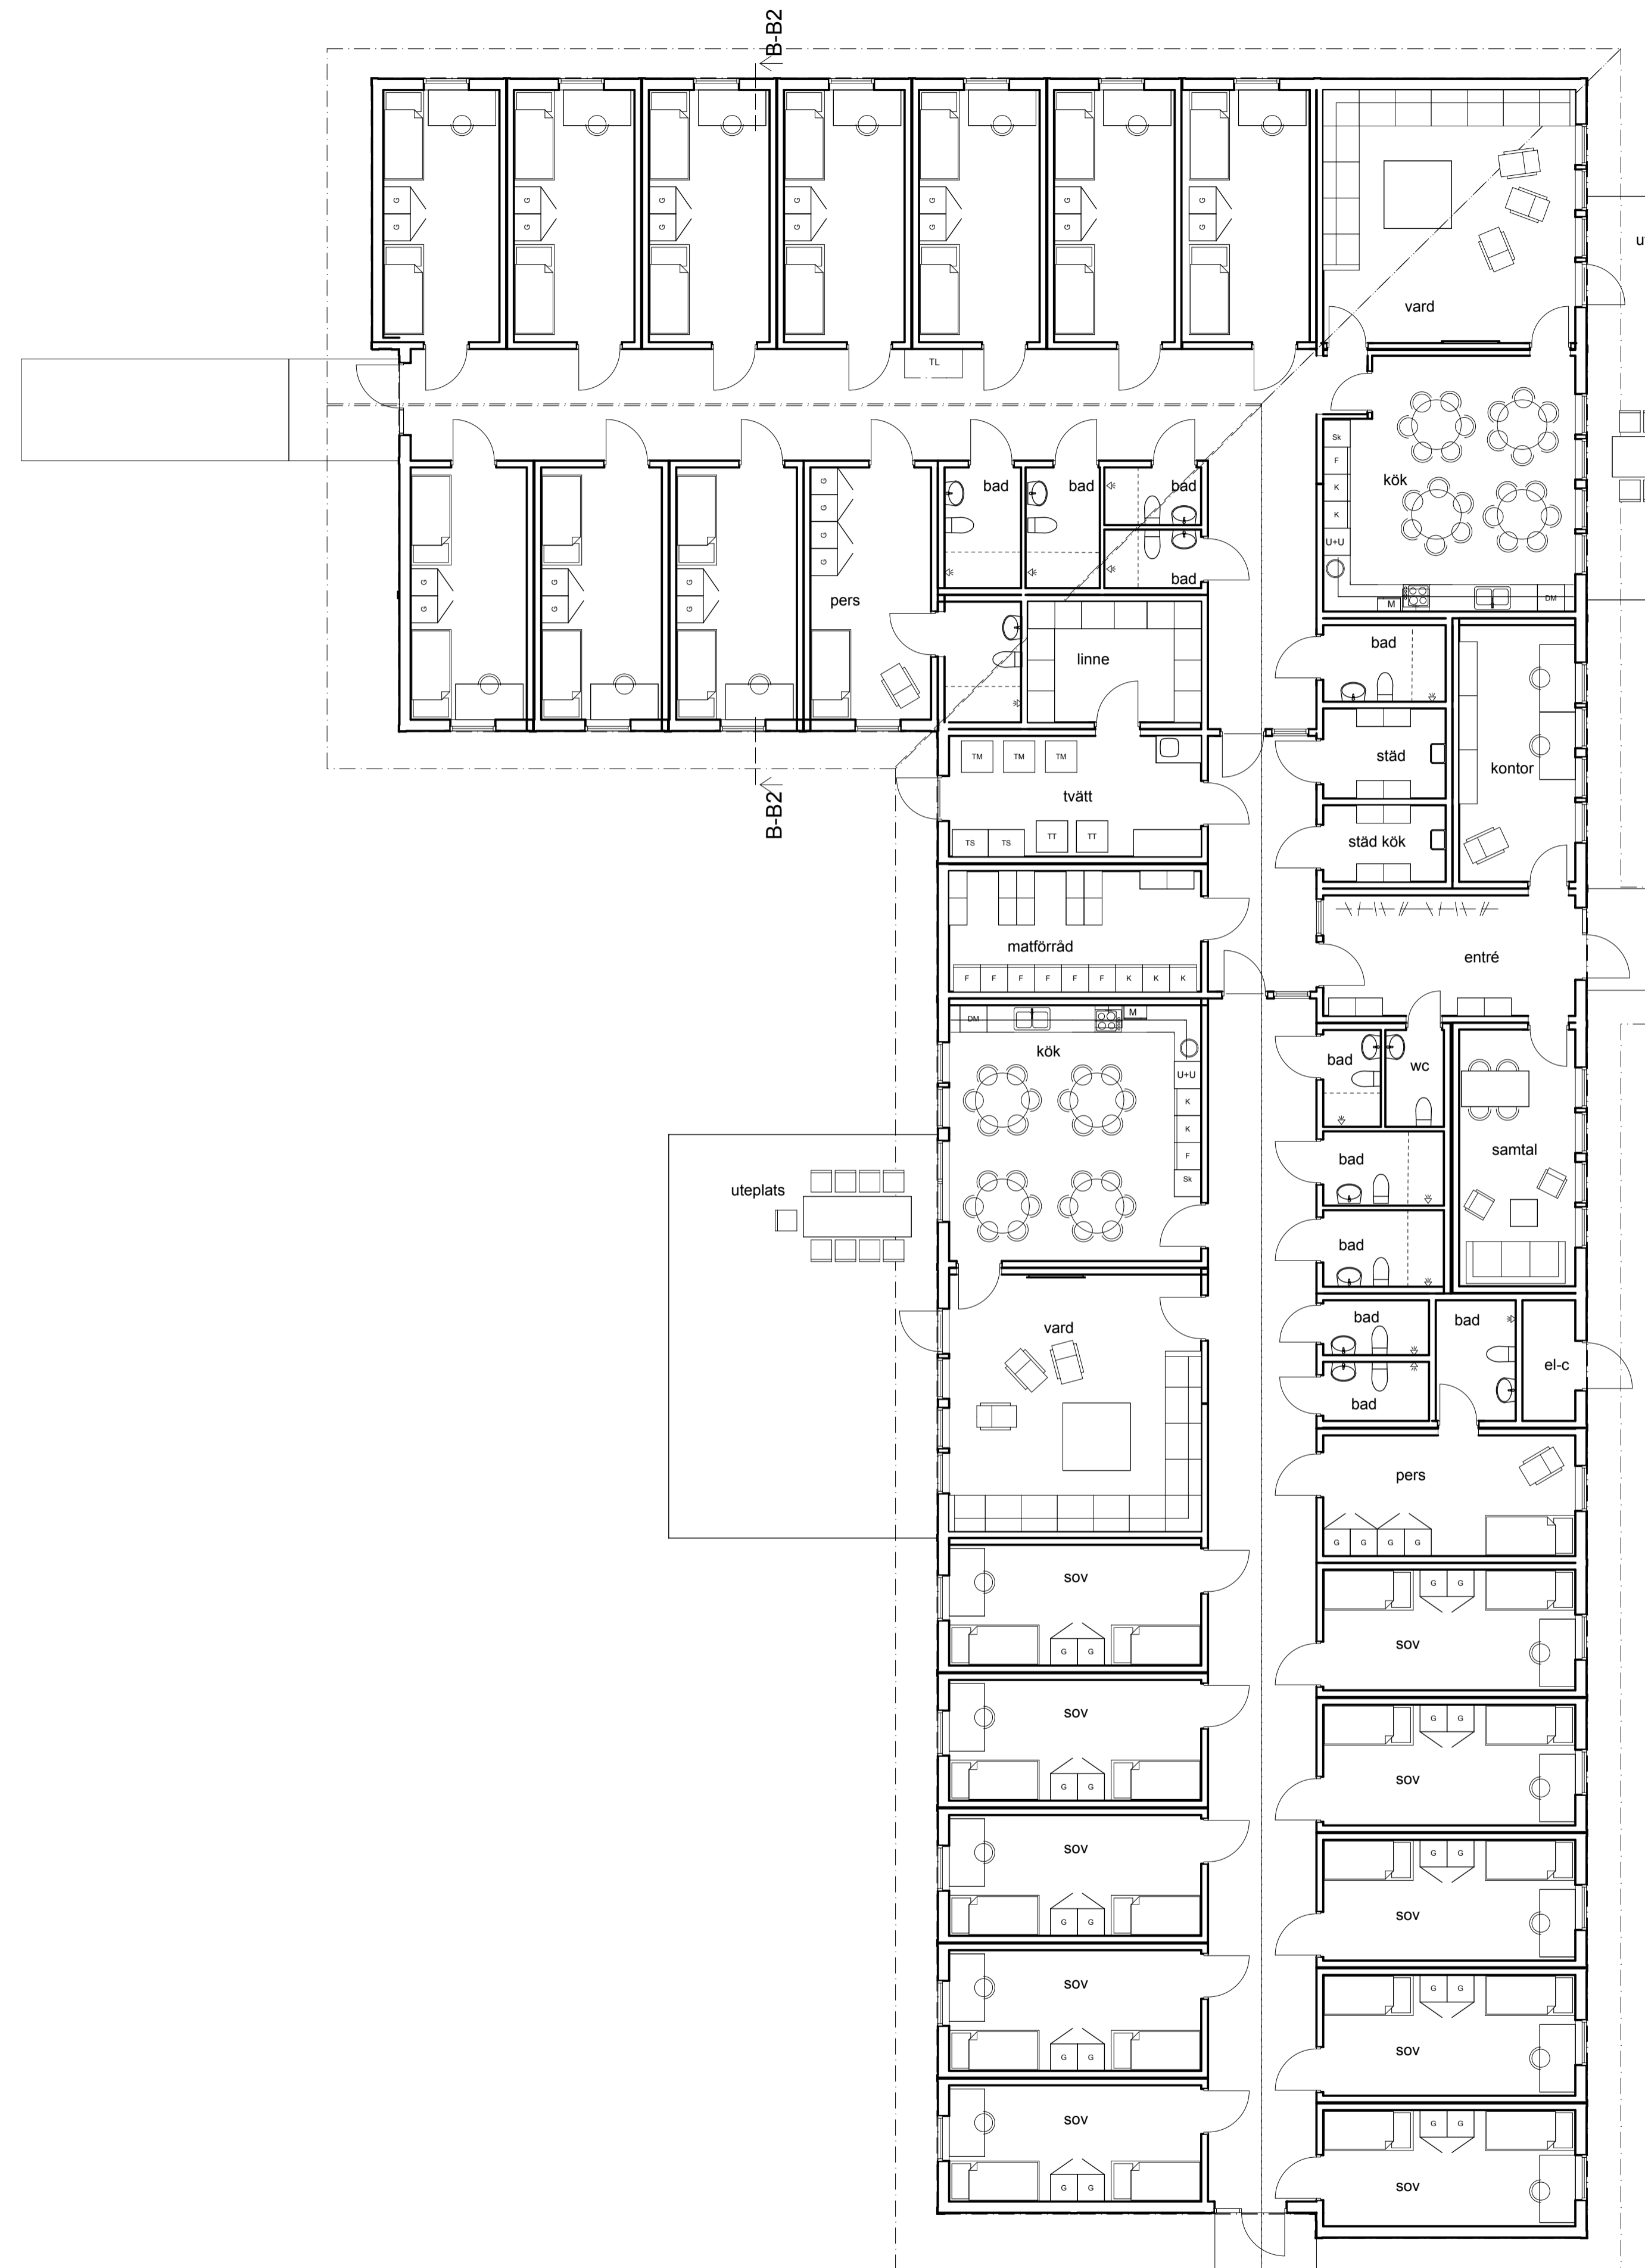 B-B2
G G G G G G G
G G G G G G G
u
vard
TL
Sk
F
kök
K
K
U+U
M
DM
bad
bad
bad
bad
G
G
G
G
G G G
G G G
pers
linne
bad
TM TM TM
tvätt
TS TS TT TT
städ
kontor
städ kök
B-B2
matförråd
F F F F F F K K K
entré
DM
M
kök
U+U
K
K
F
Sk
bad
wc
bad
samtal
bad
uteplats
vard
bad
bad
el-c
bad
pers
G G G G
sov
G G
G G
sov
sov
G G
G G
sov
sov
G G
G G
sov
sov
G G
G G
sov
sov
G G
G G
sov